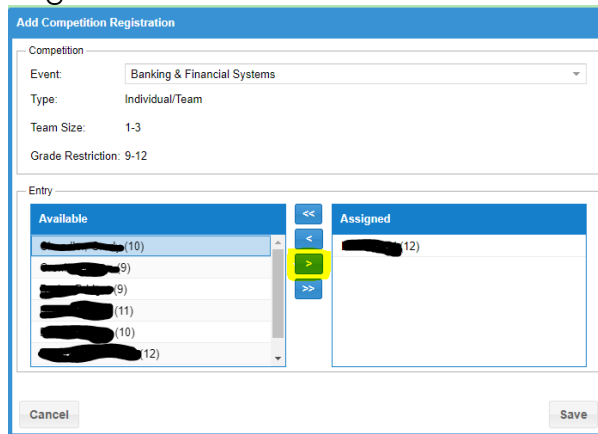 Add Competition Registration
Competition
Event: Banking & Financial Systems
Type: Individual/Team
Team Size: 1-3
Grade Restriction: 9-12
Entry
Available << Assigned
(10) < (12)
(9) >
(9) >>
(11)
(10)
(12)
Cancel Save